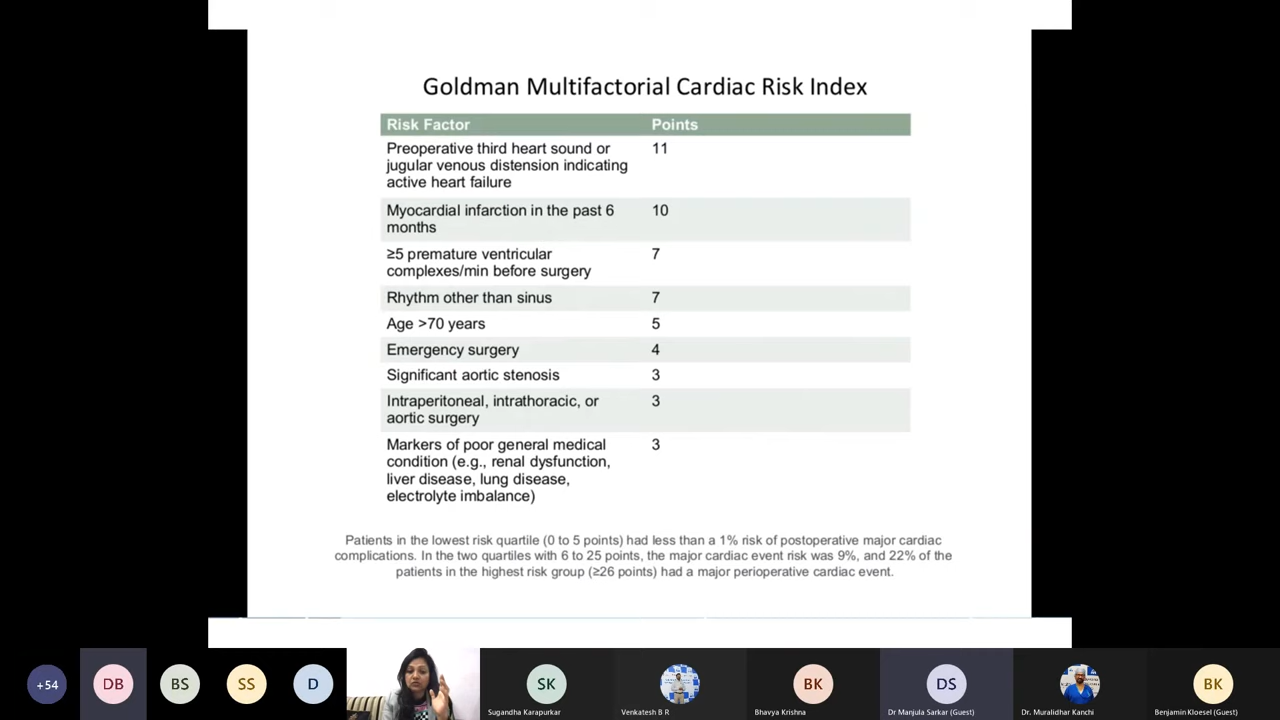 Goldman Multifactorial Cardiac Risk Index
Risk Factor Points
Preoperative third heart sound or 11
jugular venous distension indicating
active heart failure
Myocardial infarction in the past 6 10
months
≥5 premature ventricular 7
complexes/min before surgery
Rhythm other than sinus 7
Age >70 years 5
Emergency surgery 4
Significant aortic stenosis 3
Intraperitoneal, intrathoracic, or 3
aortic surgery
Markers of poor general medical 3
condition (e.g., renal dysfunction,
liver disease, lung disease,
electrolyte imbalance)
Patients in the lowest risk quartile (0 to 5 points) had less than a 1% risk of postoperative major cardiac
complications. In the two quartiles with 6 to 25 points, the major cardiac event risk was 9%, and 22% of the
patients in the highest risk group (≥26 points) had a major perioperative cardiac event.
+54 DB BS SS D SK BK DS BK
Sugandha Karapurkar Venkatesh B R Bhavya Krishna Dr Manjula Sarkar (Guest) Dr. Muralidhar Kanchi Benjamin Kloesel (Guest)